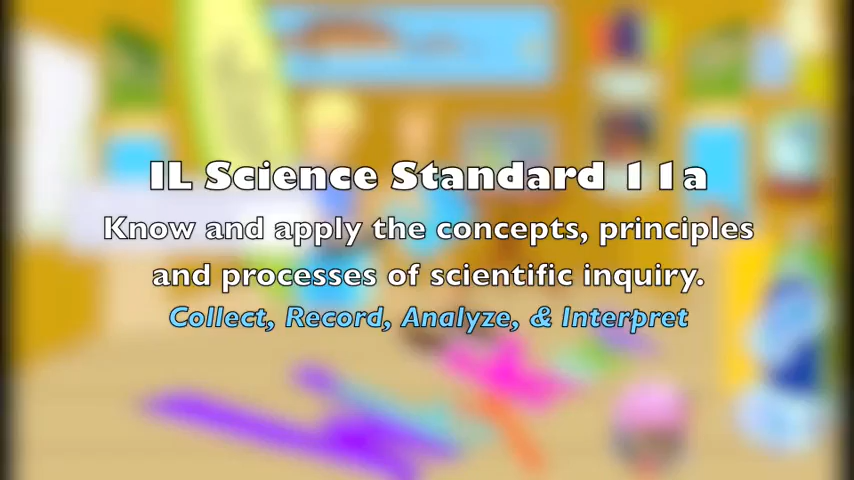 IL Science Standard 11a
Know and apply the concepts, principles
and processes of scientific inquiry.
Collect, Record, Analyze, & Interpret